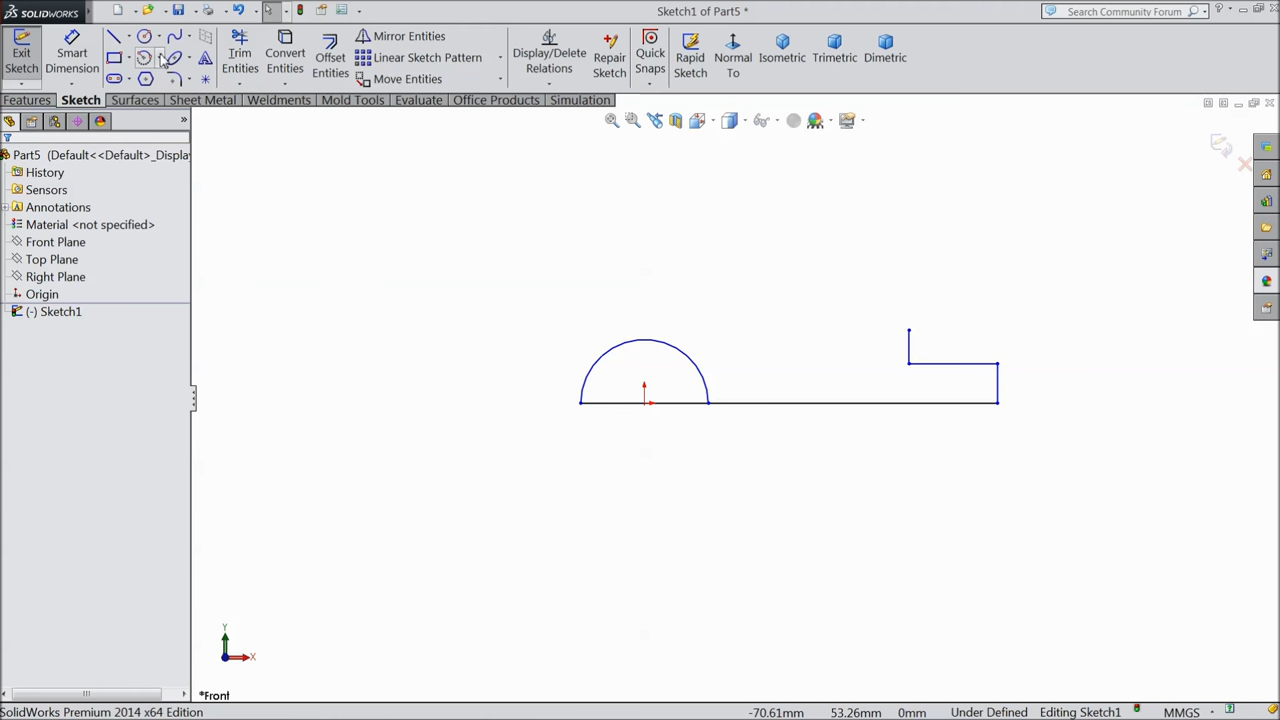 SOLIDWORKS
Sketch1 of Part5 *
Search Community Forum
Exit Sketch
Smart Dimension
Trim Entities
Convert Entities
Offset Entities
Mirror Entities
Linear Sketch Pattern
Move Entities
Display/Delete Relations
Repair Sketch
Quick Snaps
Rapid Sketch
Normal To
Isometric
Trimetric
Dimetric
Features Sketch Surfaces Sheet Metal Weldments Mold Tools Evaluate Office Products Simulation
Part5 (Default<<Default>_Display
History
Sensors
Annotations
Material <not specified>
Front Plane
Top Plane
Right Plane
Origin
(-) Sketch1
Y
X
*Front
SolidWorks Premium 2014 x64 Edition -70.61mm 53.26mm 0mm Under Defined Editing Sketch1 MMGS